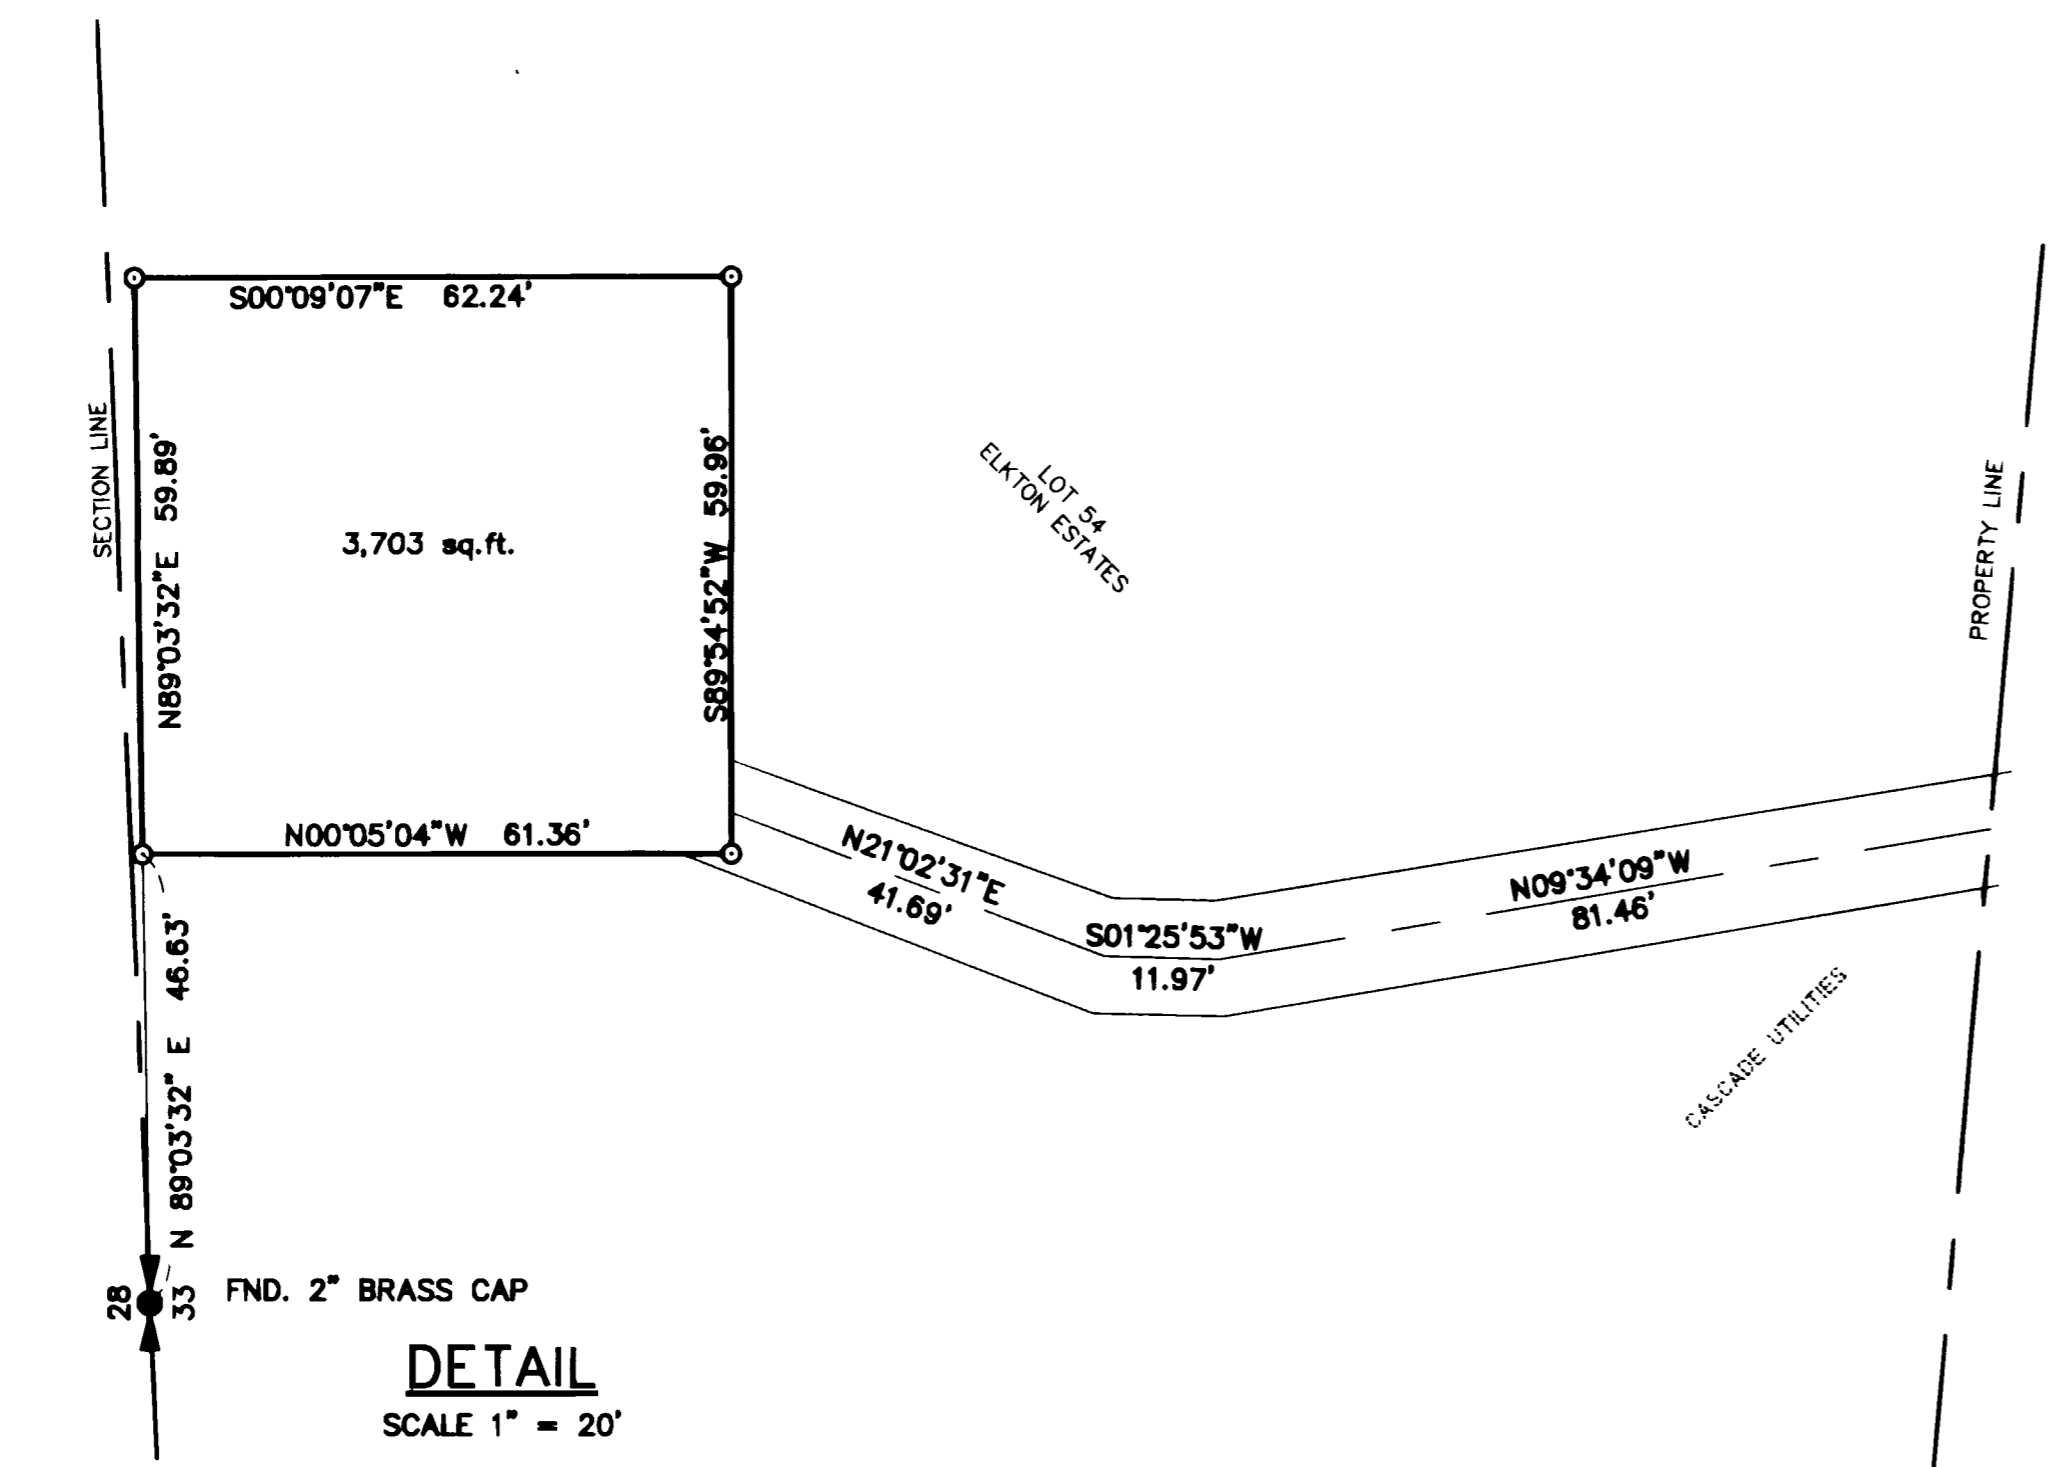 S00°09'07"E 62.24'
SECTION LINE
N89°03'32"E 59.89'
3,703 sq.ft.
S89°54'52"W 59.96'
N00°05'04"W 61.36'
LOT 54
ELKTON ESTATES
PROPERTY LINE
N21°02'31"E
41.69'
S01°25'53"W
11.97'
N09°34'09"W
81.46'
CASCADE UTILITIES
N 89°03'32" E 46.63'
28
33
FND. 2" BRASS CAP
DETAIL
SCALE 1" = 20'